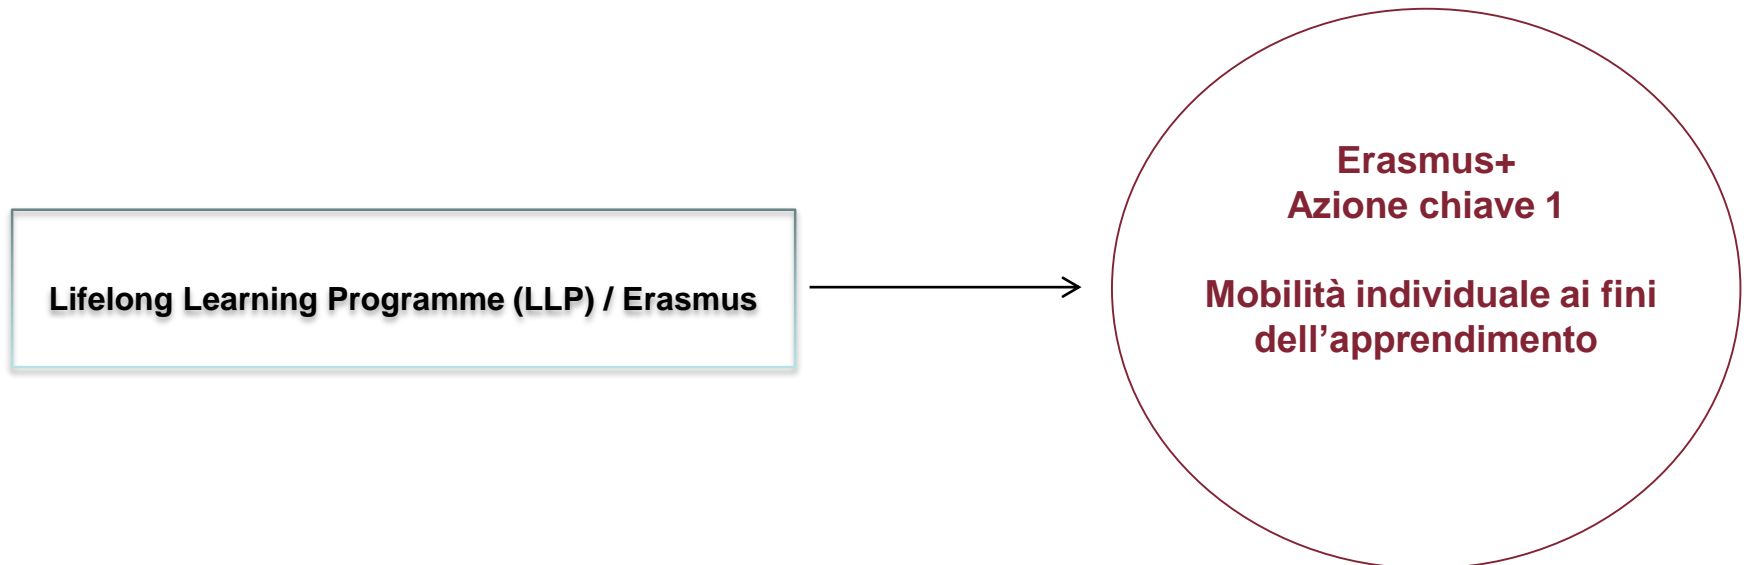 Lifelong Learning Programme (LLP) / Erasmus
Erasmus+
Azione chiave 1
Mobilità individuale ai fini
dell’apprendimento